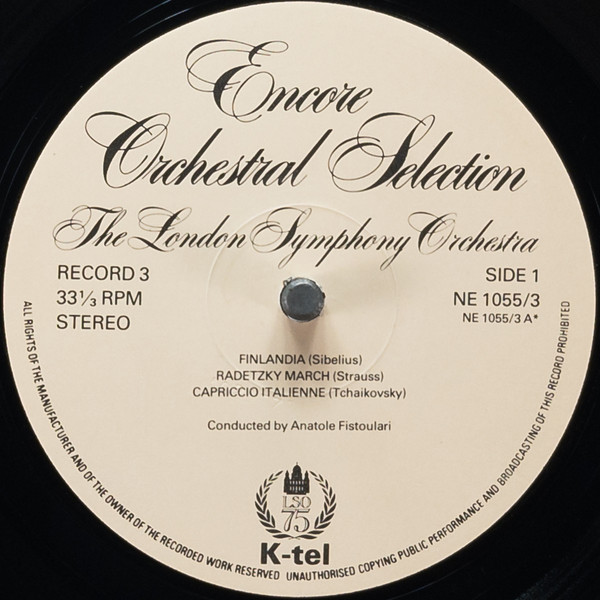 Encore
Orchestral Selection
The London Symphony Orchestra
RECORD 3
33⅓ RPM
STEREO
SIDE 1
NE 1055/3
NE 1055/3 A*
FINLANDIA (Sibelius)
RADETZKY MARCH (Strauss)
CAPRICCIO ITALIENNE (Tchaikovsky)
Conducted by Anatole Fistoulari
LSO
75
K-tel
ALL RIGHTS OF THE MANUFACTURER AND OF THE OWNER OF THE RECORDED WORK RESERVED UNAUTHORISED COPYING PUBLIC PERFORMANCE AND BROADCASTING OF THIS RECORD PROHIBITED